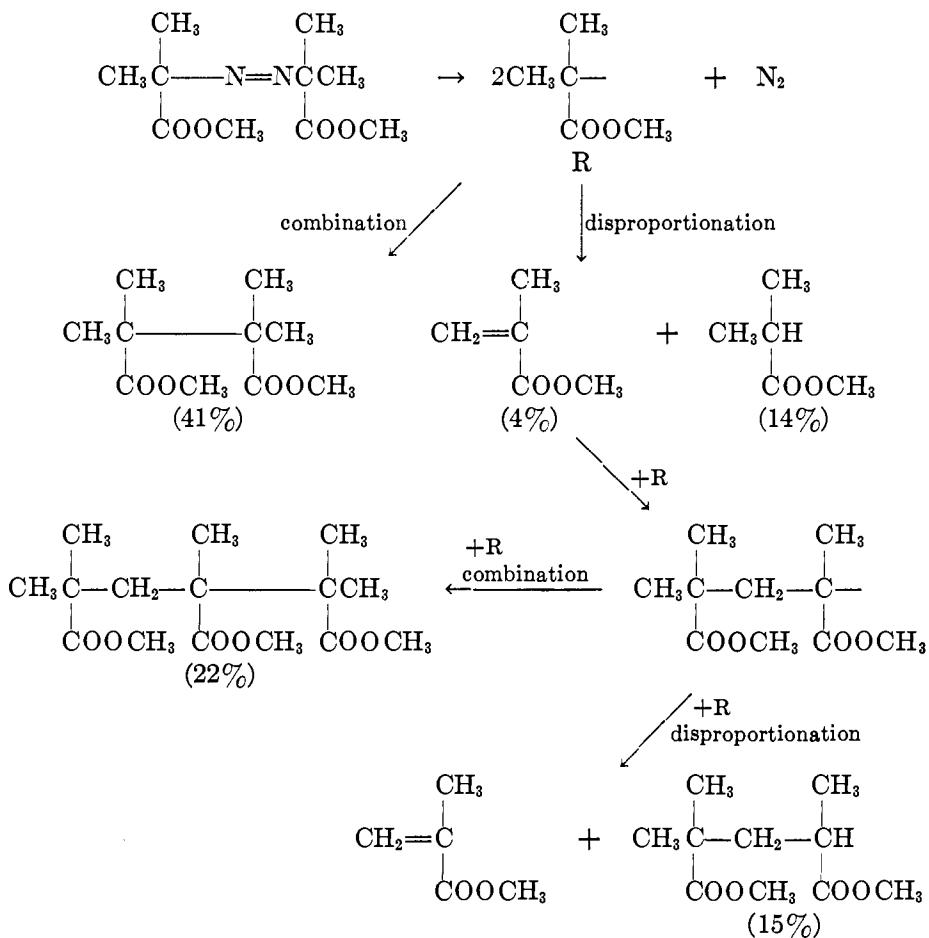 CH₃ CH₃
CH₃C—N=NCCH₃ → 2CH₃C— + N₂
CH₃
COOCH₃ COOCH₃ COOCH₃
R
combination disproportionation
CH₃ CH₃ CH₃ CH₃
CH₃C—CCH₃ CH₂=C + CH₃CH
COOCH₃ COOCH₃ COOCH₃ COOCH₃
(41%) (4%) (14%)
+R
CH₃ CH₃ CH₃ CH₃ CH₃
+R
combination
CH₃C—CH₂—C—CCH₃ CH₃C—CH₂—C—
COOCH₃ COOCH₃ COOCH₃ COOCH₃ COOCH₃
(22%)
+R
disproportionation
CH₃ CH₃ CH₃
CH₂=C + CH₃C—CH₂—CH
COOCH₃ COOCH₃ COOCH₃
(15%)